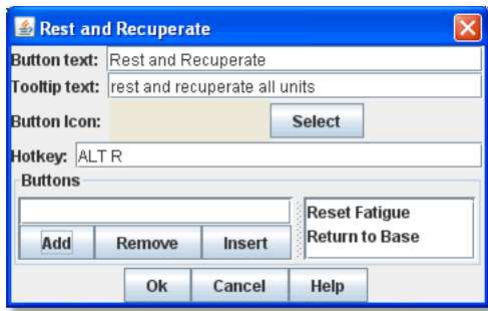 Rest and Recuperate
Button text: Rest and Recuperate
Tooltip text: rest and recuperate all units
Button Icon: Select
Hotkey: ALT R
Buttons
Reset Fatigue
Return to Base
Add Remove Insert
Ok Cancel Help